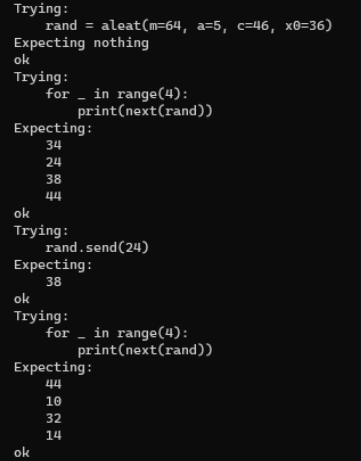 Trying:
    rand = aleat(m=64, a=5, c=46, x0=36)
Expecting nothing
ok
Trying:
    for _ in range(4):
        print(next(rand))
Expecting:
    34
    24
    38
    44
ok
Trying:
    rand.send(24)
Expecting:
    38
ok
Trying:
    for _ in range(4):
        print(next(rand))
Expecting:
    44
    10
    32
    14
ok